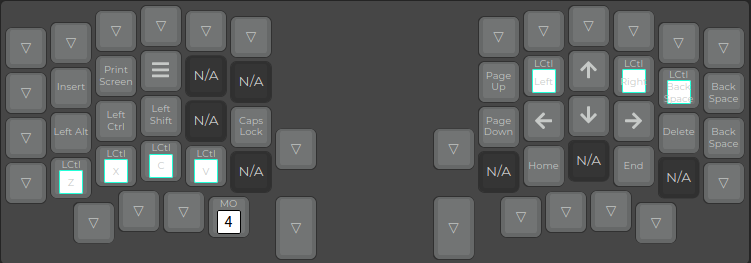 LCtl
LCtl
Print
Screen
N/A
Page
Up
Left
Right
LCtl
Insert
N/A
Back
Space
Back
Space
Left
Ctrl
Left
Shift
N/A
Caps
Lock
Page
Down
Left Alt
Delete
Back
Space
LCtl
Z
LCtl
X
LCtl
C
LCtl
V
N/A
N/A
Home
N/A
End
N/A
MO
4